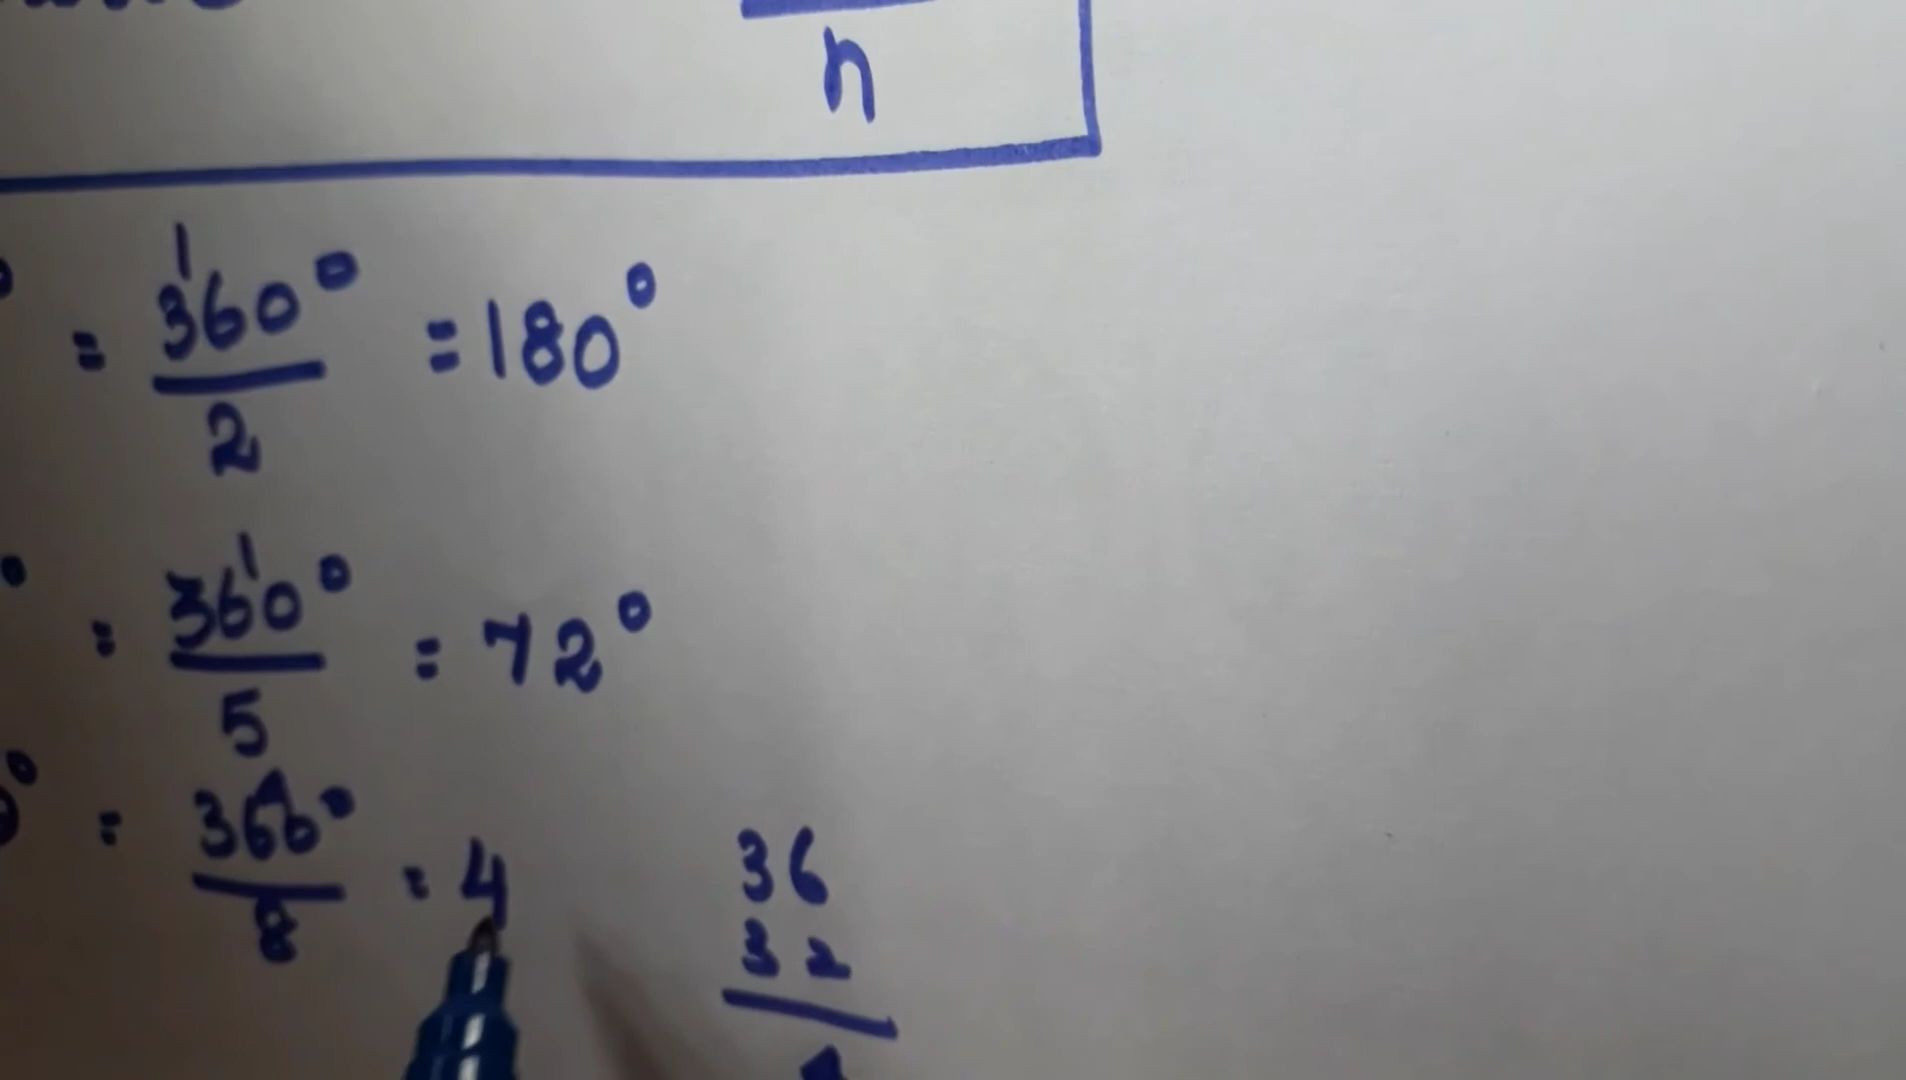 n
= 360° = 180°
2
= 360° = 72°
5
= 360° = 4
8
36
32